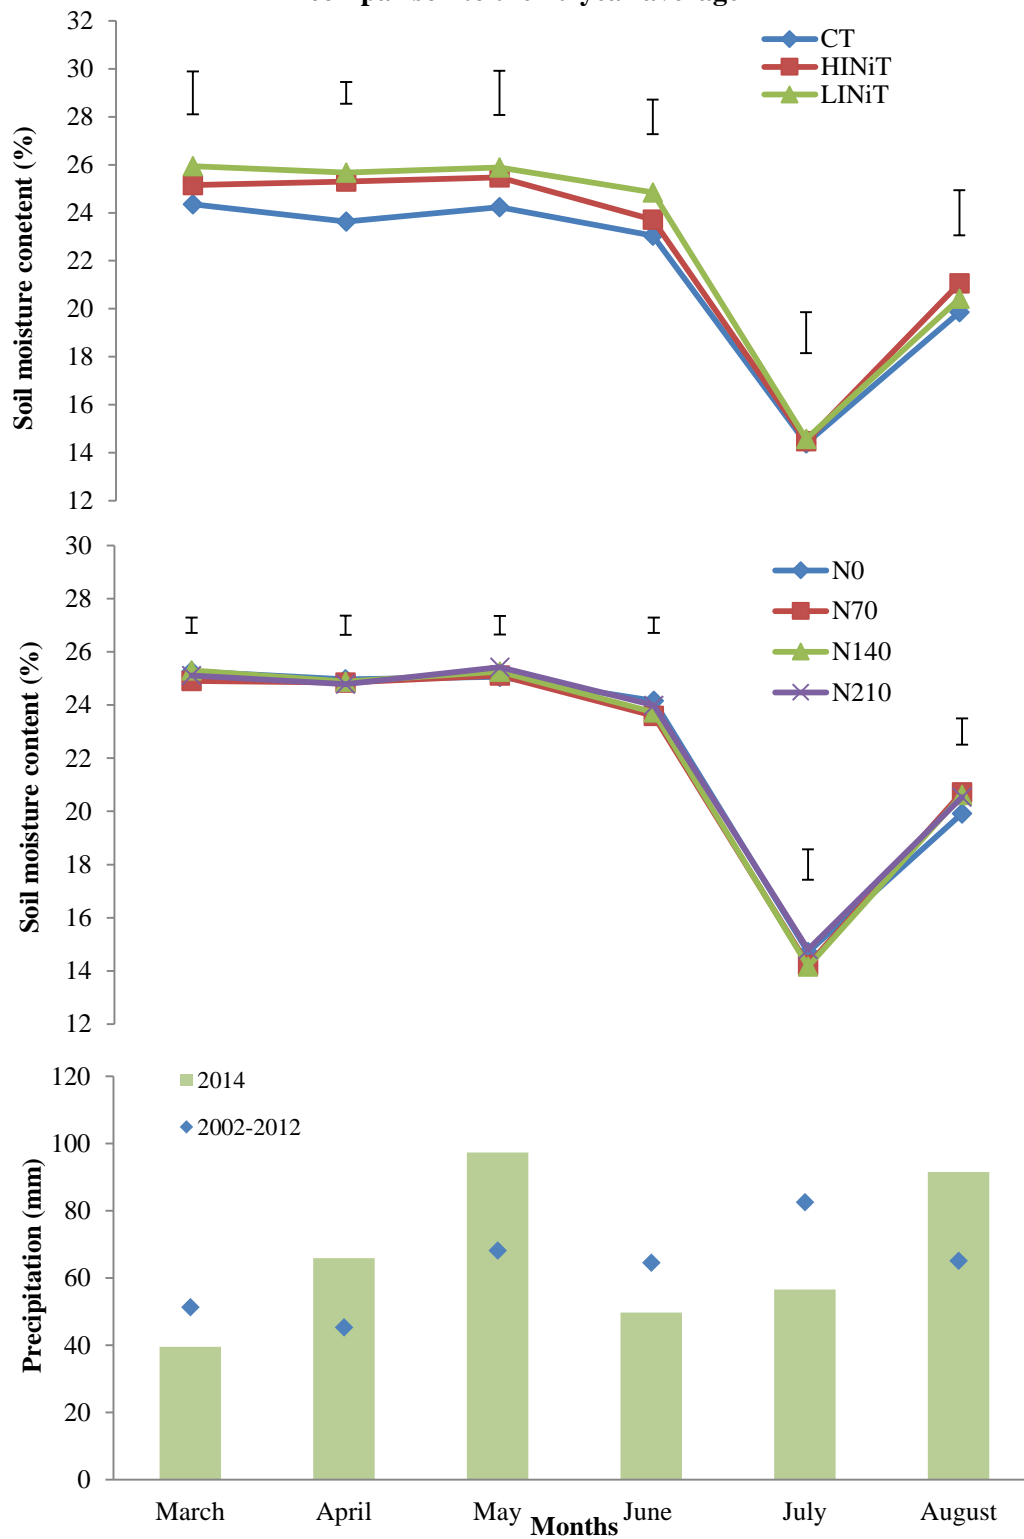 32
30
28
26
24
22
20
18
16
14
12
Soil moisture conetent (%)
CT
HINiT
LINiT
30
28
26
24
22
20
18
16
14
12
Soil moisture content (%)
N0
N70
N140
N210
120
100
80
60
40
20
0
Precipitation (mm)
2014
2002-2012
March April May June July August
Months